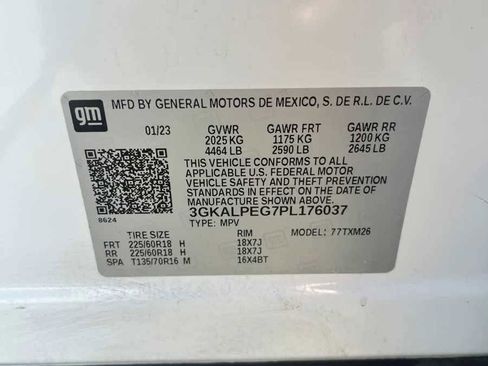 gm
MFD BY GENERAL MOTORS DE MEXICO, S. DE R.L. DE C.V.
01/23 GVWR GAWR FRT GAWR RR
2025 KG 1175 KG 1200 KG
4464 LB 2590 LB 2645 LB
THIS VEHICLE CONFORMS TO ALL
APPLICABLE U.S. FEDERAL MOTOR
VEHICLE SAFETY AND THEFT PREVENTION
STANDARDS IN EFFECT ON THE DATE OF
MANUFACTURE SHOWN ABOVE.
8624 3GKALPEG7PL176037
TYPE: MPV
TIRE SIZE RIM MODEL: 77TXM26
FRT 225/60R18 H 18X7J
RR 225/60R18 H 18X7J
SPA T135/70R16 M 16X4BT